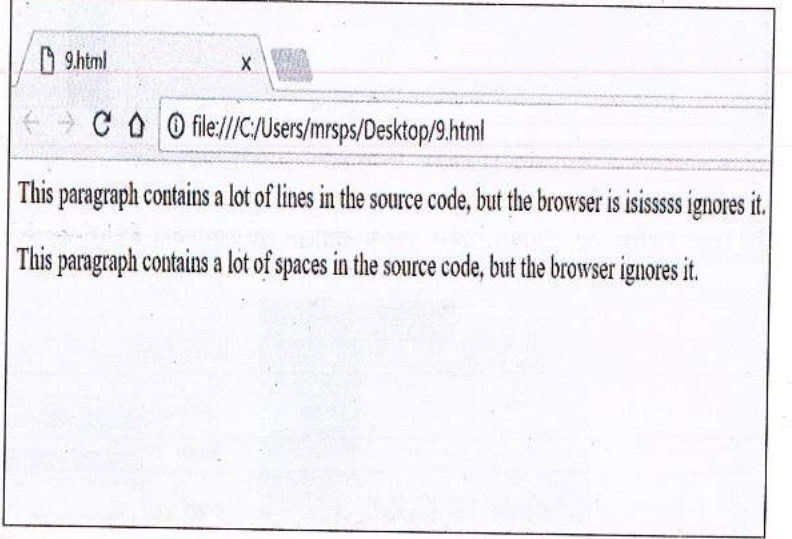 9.html x
file:///C:/Users/mrsps/Desktop/9.html
This paragraph contains a lot of lines in the source code, but the browser is isisssss ignores it.
This paragraph contains a lot of spaces in the source code, but the browser ignores it.